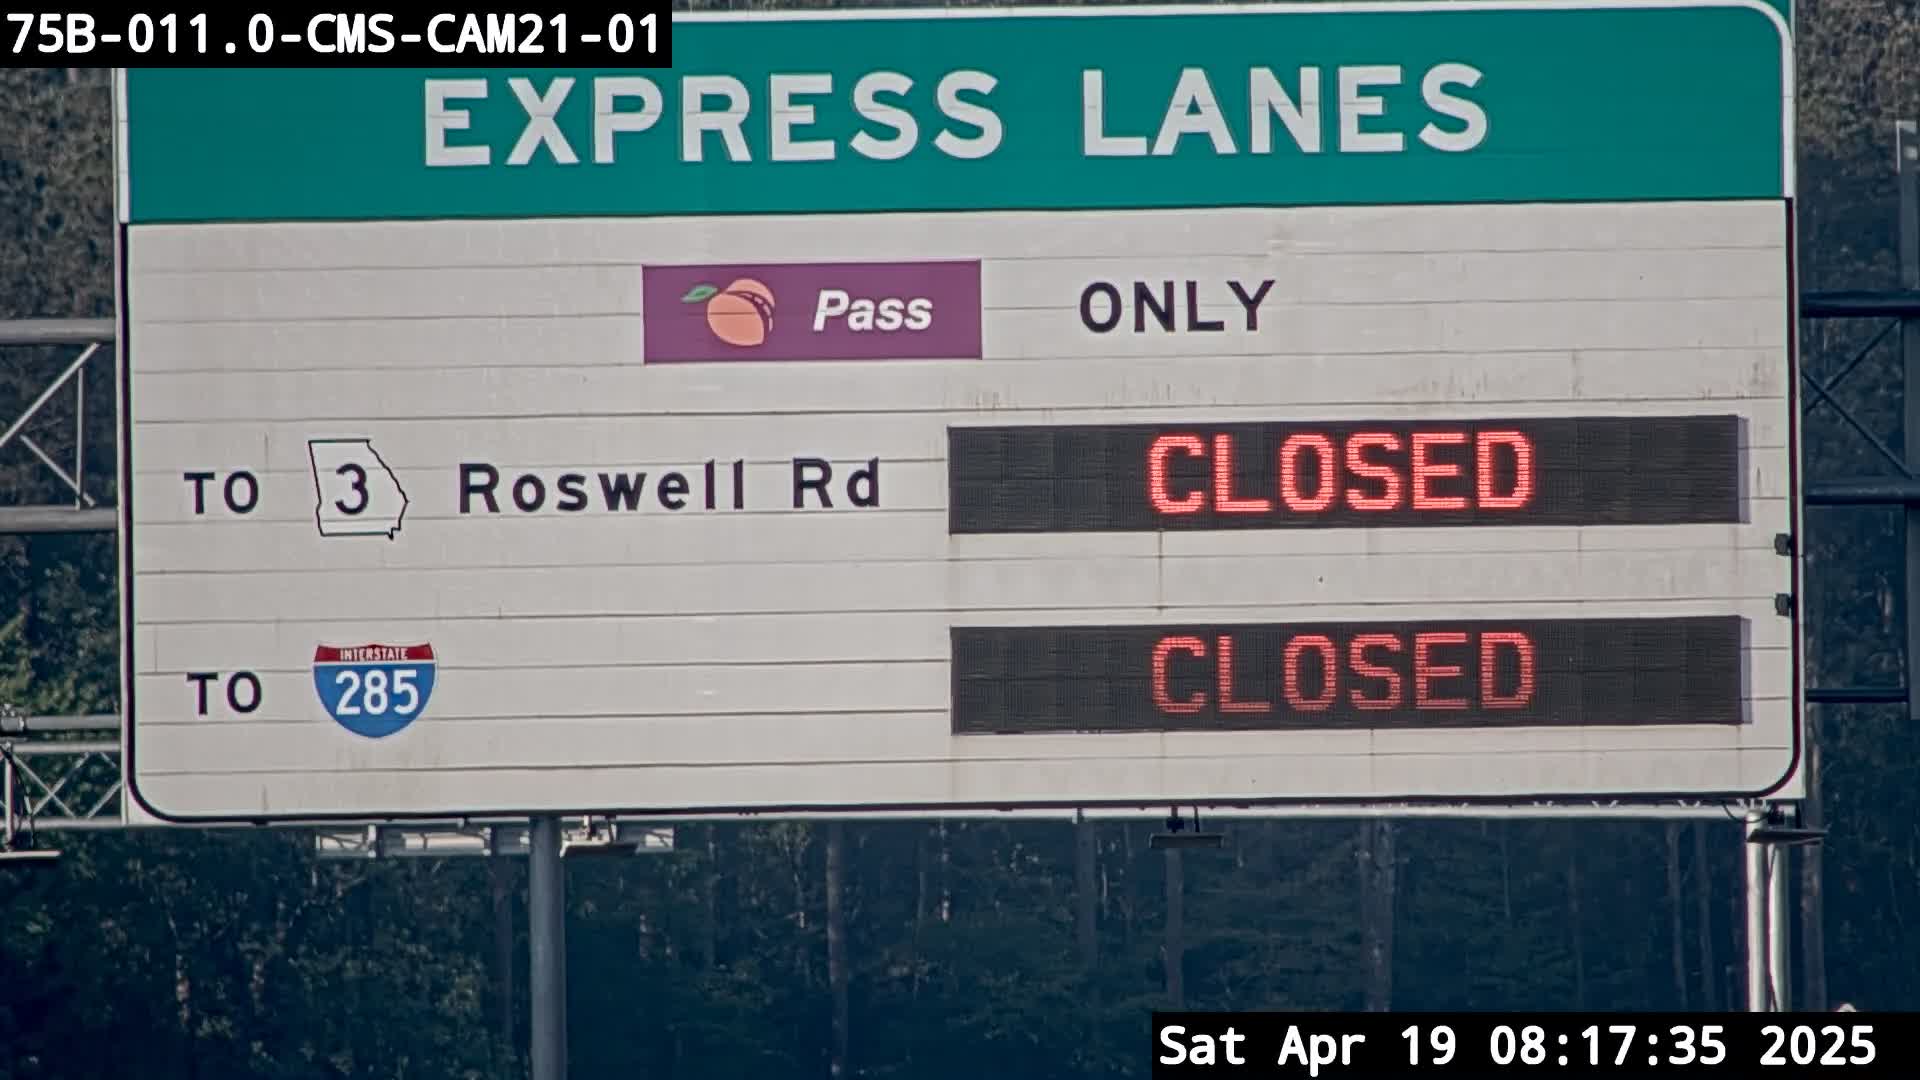 75B-011.0-CMS-CAM21-01
EXPRESS LANES
Pass ONLY
TO 3 Roswell Rd CLOSED
INTERSTATE
TO 285 CLOSED
Sat Apr 19 08:17:35 2025